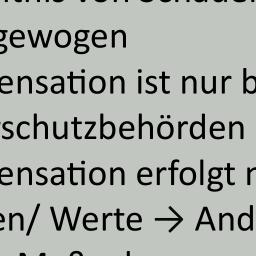 gewogen
ensation ist nur b
schutzbehörden
ensation erfolgt n
en/ Werte → And